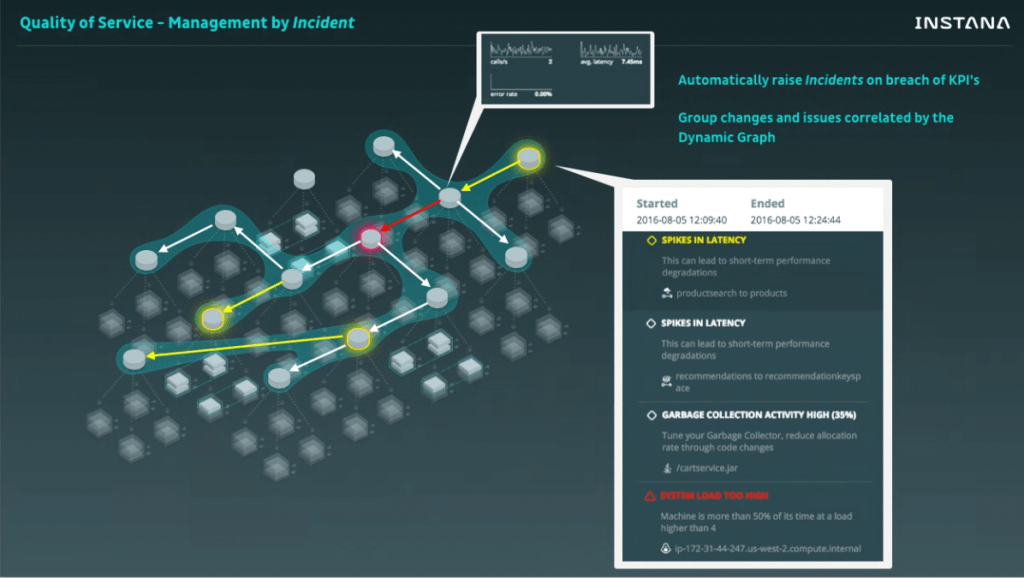 Quality of Service - Management by Incident
INSTANA
calls/s 2
avg. latency 7.45ms
error rate 0.00%
Automatically raise Incidents on breach of KPI's
Group changes and issues correlated by the
Dynamic Graph
Started Ended
2016-08-05 12:09:40 2016-08-05 12:24:44
SPIKES IN LATENCY
This can lead to short-term performance
degradations
productsearch to products
SPIKES IN LATENCY
This can lead to short-term performance
degradations
recommendations to recommendationkeysp
ace
GARBAGE COLLECTION ACTIVITY HIGH (35%)
Tune your Garbage Collector, reduce allocation
rate through code changes
/cartservice.jar
SYSTEM LOAD TOO HIGH
Machine is more than 50% of its time at a load
higher than 4
ip-172-31-44-247.us-west-2.compute.internal